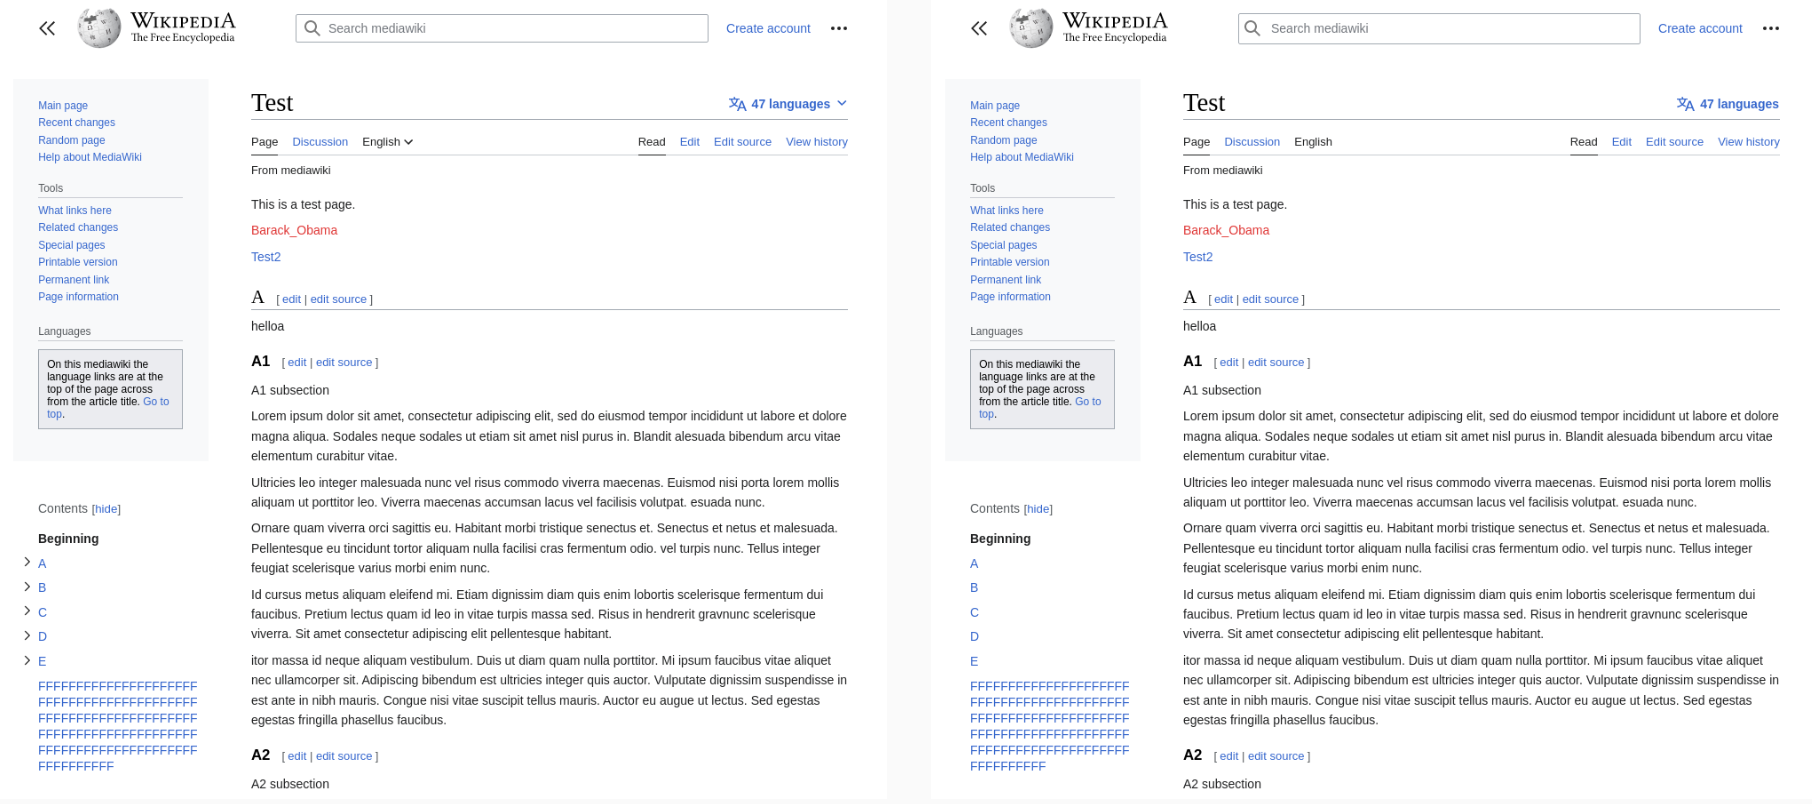 WIKIPEDIA
The Free Encyclopedia
Search mediawiki
Create account
Main page
Recent changes
Random page
Help about MediaWiki
Tools
What links here
Related changes
Special pages
Printable version
Permanent link
Page information
Languages
On this mediawiki the
language links are at the
top of the page across
from the article title. Go to
top.
Contents [hide]
Beginning
A
B
C
D
E
FFFFFFFFFFFFFFFFFFFFF
FFFFFFFFFFFFFFFFFFFFF
FFFFFFFFFFFFFFFFFFFFF
FFFFFFFFFFFFFFFFFFFFF
FFFFFFFFFFFFFFFFFFFFF
FFFFFFFFFF
Test
47 languages
Page Discussion English Read Edit Edit source View history
From mediawiki
This is a test page.
Barack_Obama
Test2
A [ edit | edit source ]
helloa
A1 [ edit | edit source ]
A1 subsection
Lorem ipsum dolor sit amet, consectetur adipiscing elit, sed do eiusmod tempor incididunt ut labore et dolore
magna aliqua. Sodales neque sodales ut etiam sit amet nisl purus in. Blandit alesuada bibendum arcu vitae
elementum curabitur vitae.
Ultricies leo integer malesuada nunc vel risus commodo viverra maecenas. Euismod nisi porta lorem mollis
aliquam ut porttitor leo. Viverra maecenas accumsan lacus vel facilisis volutpat. esuada nunc.
Ornare quam viverra orci sagittis eu. Habitant morbi tristique senectus et. Senectus et netus et malesuada.
Pellentesque eu tincidunt tortor aliquam nulla facilisi cras fermentum odio. vel turpis nunc. Tellus integer
feugiat scelerisque varius morbi enim nunc.
Id cursus metus aliquam eleifend mi. Etiam dignissim diam quis enim lobortis scelerisque fermentum dui
faucibus. Pretium lectus quam id leo in vitae turpis massa sed. Risus in hendrerit gravnunc scelerisque
viverra. Sit amet consectetur adipiscing elit pellentesque habitant.
itor massa id neque aliquam vestibulum. Duis ut diam quam nulla porttitor. Mi ipsum faucibus vitae aliquet
nec ullamcorper sit. Adipiscing bibendum est ultricies integer quis auctor. Vulputate dignissim suspendisse in
est ante in nibh mauris. Congue nisi vitae suscipit tellus mauris. Auctor eu augue ut lectus. Sed egestas
egestas fringilla phasellus faucibus.
A2 [ edit | edit source ]
A2 subsection
WIKIPEDIA
The Free Encyclopedia
Search mediawiki
Create account
Main page
Recent changes
Random page
Help about MediaWiki
Tools
What links here
Related changes
Special pages
Printable version
Permanent link
Page information
Languages
On this mediawiki the
language links are at the
top of the page across
from the article title. Go to
top.
Contents [hide]
Beginning
A
B
C
D
E
FFFFFFFFFFFFFFFFFFFFF
FFFFFFFFFFFFFFFFFFFFF
FFFFFFFFFFFFFFFFFFFFF
FFFFFFFFFFFFFFFFFFFFF
FFFFFFFFFFFFFFFFFFFFF
FFFFFFFFFF
Test
47 languages
Page Discussion English Read Edit Edit source View history
From mediawiki
This is a test page.
Barack_Obama
Test2
A [ edit | edit source ]
helloa
A1 [ edit | edit source ]
A1 subsection
Lorem ipsum dolor sit amet, consectetur adipiscing elit, sed do eiusmod tempor incididunt ut labore et dolore
magna aliqua. Sodales neque sodales ut etiam sit amet nisl purus in. Blandit alesuada bibendum arcu vitae
elementum curabitur vitae.
Ultricies leo integer malesuada nunc vel risus commodo viverra maecenas. Euismod nisi porta lorem mollis
aliquam ut porttitor leo. Viverra maecenas accumsan lacus vel facilisis volutpat. esuada nunc.
Ornare quam viverra orci sagittis eu. Habitant morbi tristique senectus et. Senectus et netus et malesuada.
Pellentesque eu tincidunt tortor aliquam nulla facilisi cras fermentum odio. vel turpis nunc. Tellus integer
feugiat scelerisque varius morbi enim nunc.
Id cursus metus aliquam eleifend mi. Etiam dignissim diam quis enim lobortis scelerisque fermentum dui
faucibus. Pretium lectus quam id leo in vitae turpis massa sed. Risus in hendrerit gravnunc scelerisque
viverra. Sit amet consectetur adipiscing elit pellentesque habitant.
itor massa id neque aliquam vestibulum. Duis ut diam quam nulla porttitor. Mi ipsum faucibus vitae aliquet
nec ullamcorper sit. Adipiscing bibendum est ultricies integer quis auctor. Vulputate dignissim suspendisse in
est ante in nibh mauris. Congue nisi vitae suscipit tellus mauris. Auctor eu augue ut lectus. Sed egestas
egestas fringilla phasellus faucibus.
A2 [ edit | edit source ]
A2 subsection